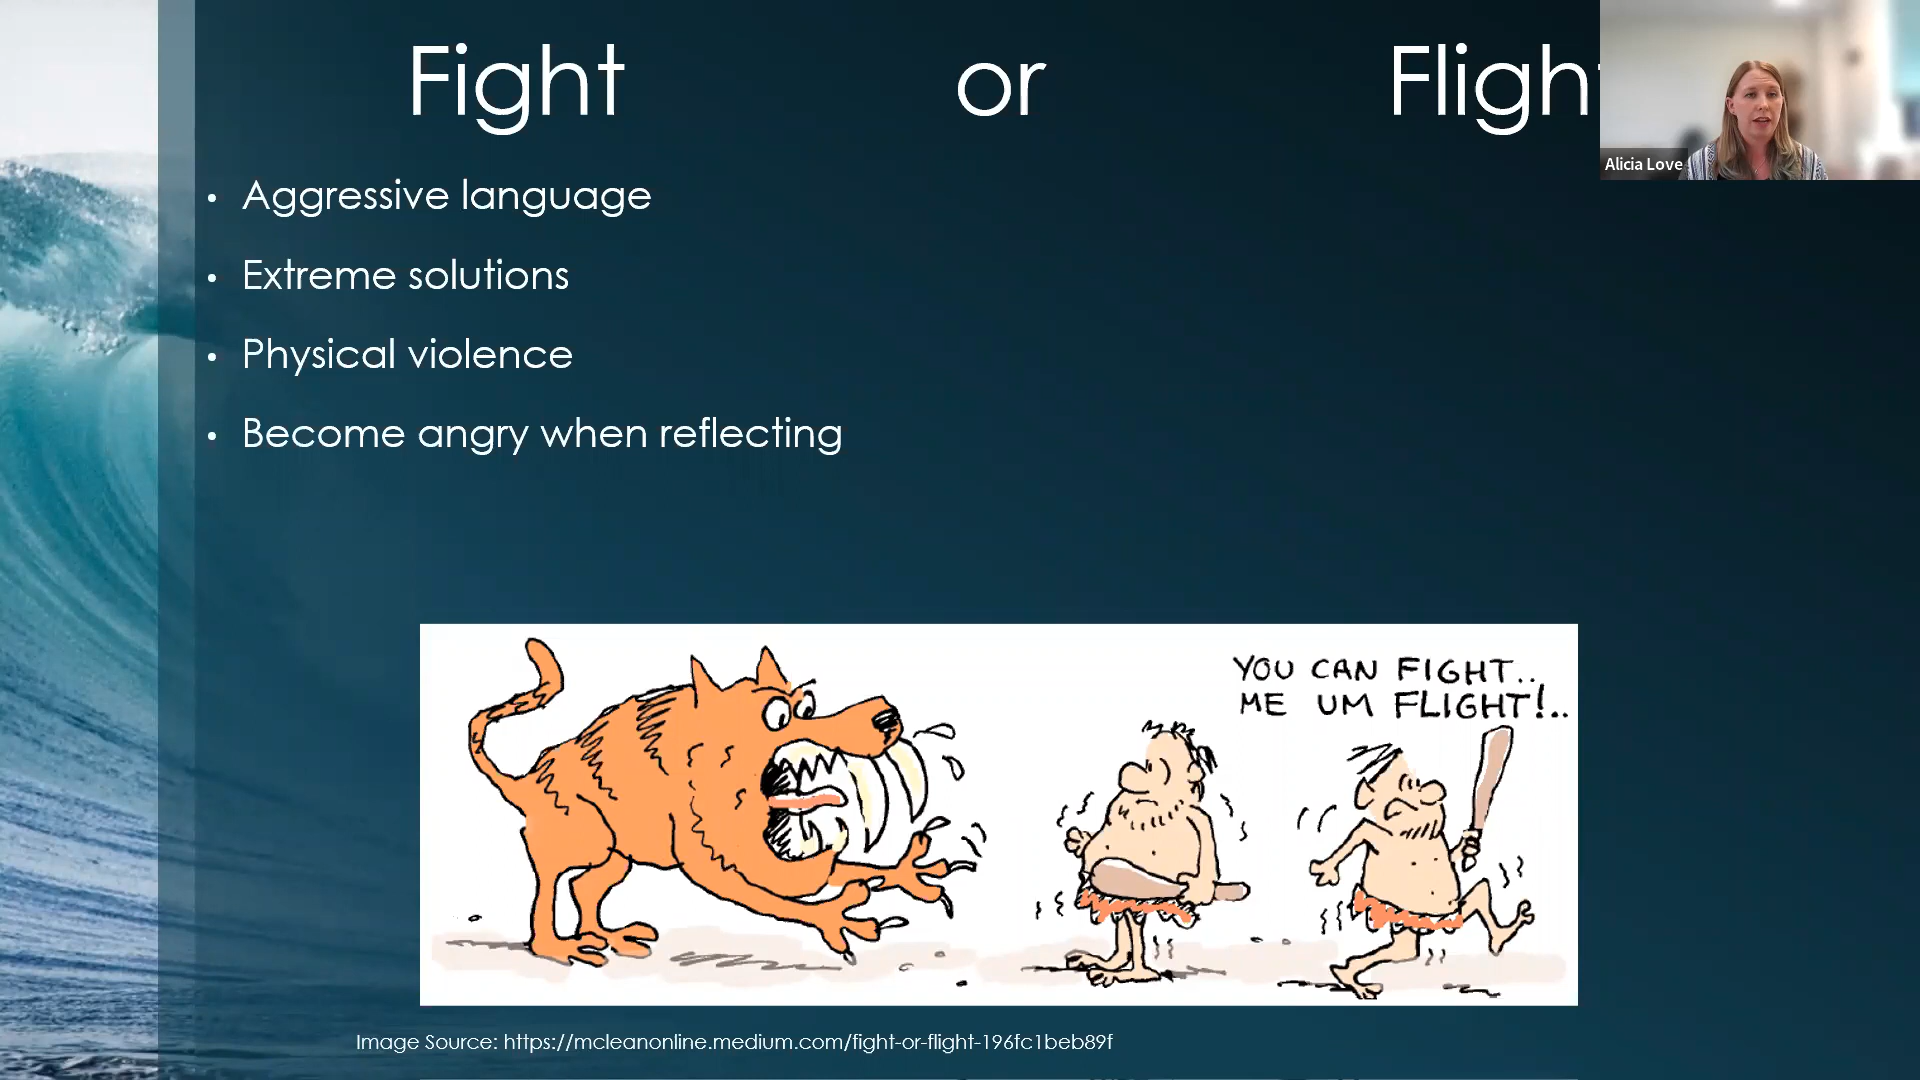 Fight or Fligh
Alicia Love
• Aggressive language
• Extreme solutions
• Physical violence
• Become angry when reflecting
YOU CAN FIGHT..
ME UM FLIGHT!..
Image Source: https://mcleanonline.medium.com/fight-or-flight-196fc1beb89f